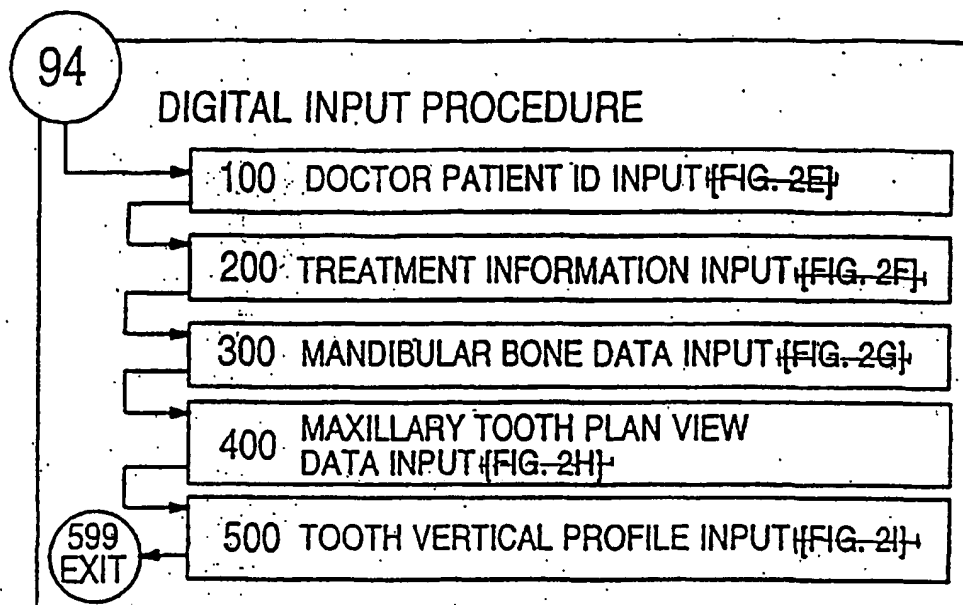 94
DIGITAL INPUT PROCEDURE
100 DOCTOR PATIENT ID INPUT [FIG. 2E]
200 TREATMENT INFORMATION INPUT [FIG. 2F]
300 MANDIBULAR BONE DATA INPUT [FIG. 2G]
400 MAXILLARY TOOTH PLAN VIEW
DATA INPUT [FIG. 2H]
500 TOOTH VERTICAL PROFILE INPUT [FIG. 2I]
599
EXIT